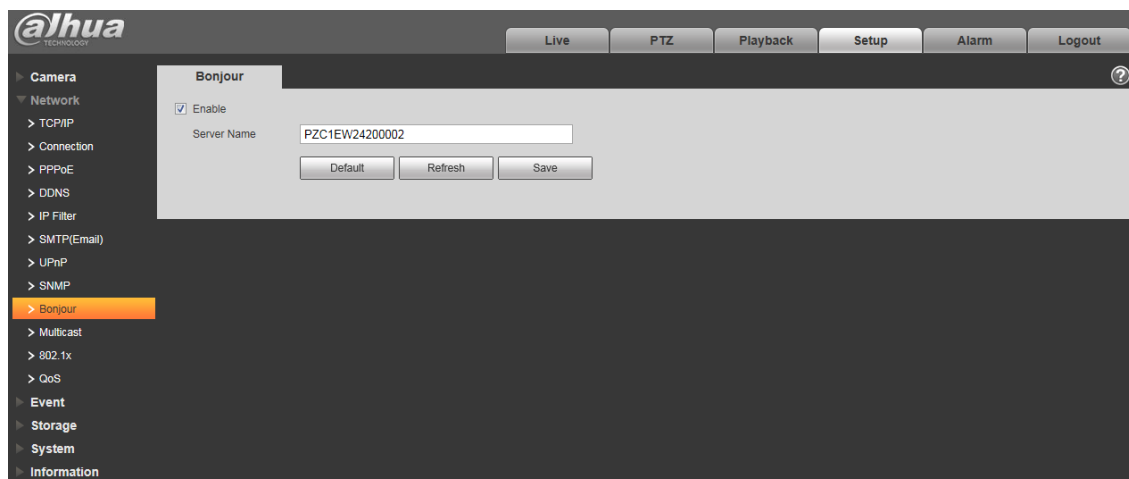 alhua
TECHNOLOGY
Live PTZ Playback Setup Alarm Logout
Camera
Network
> TCP/IP
> Connection
> PPPoE
> DDNS
> IP Filter
> SMTP(Email)
> UPnP
> SNMP
> Bonjour
> Multicast
> 802.1x
> QoS
Event
Storage
System
Information
Bonjour
?
Enable
Server Name PZC1EW24200002
Default Refresh Save